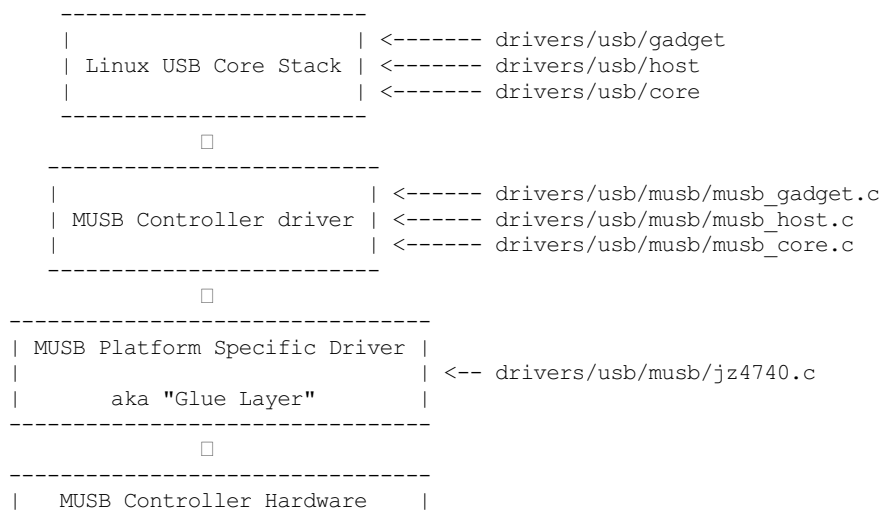 ------------------------
|                      | <------- drivers/usb/gadget
| Linux USB Core Stack | <------- drivers/usb/host
|                      | <------- drivers/usb/core
------------------------
□
--------------------------
|                        | <------ drivers/usb/musb/musb_gadget.c
| MUSB Controller driver | <------ drivers/usb/musb/musb_host.c
|                        | <------ drivers/usb/musb/musb_core.c
--------------------------
□
---------------------------------
| MUSB Platform Specific Driver |
|                               | <-- drivers/usb/musb/jz4740.c
|       aka "Glue Layer"        |
---------------------------------
□
---------------------------------
|   MUSB Controller Hardware    |